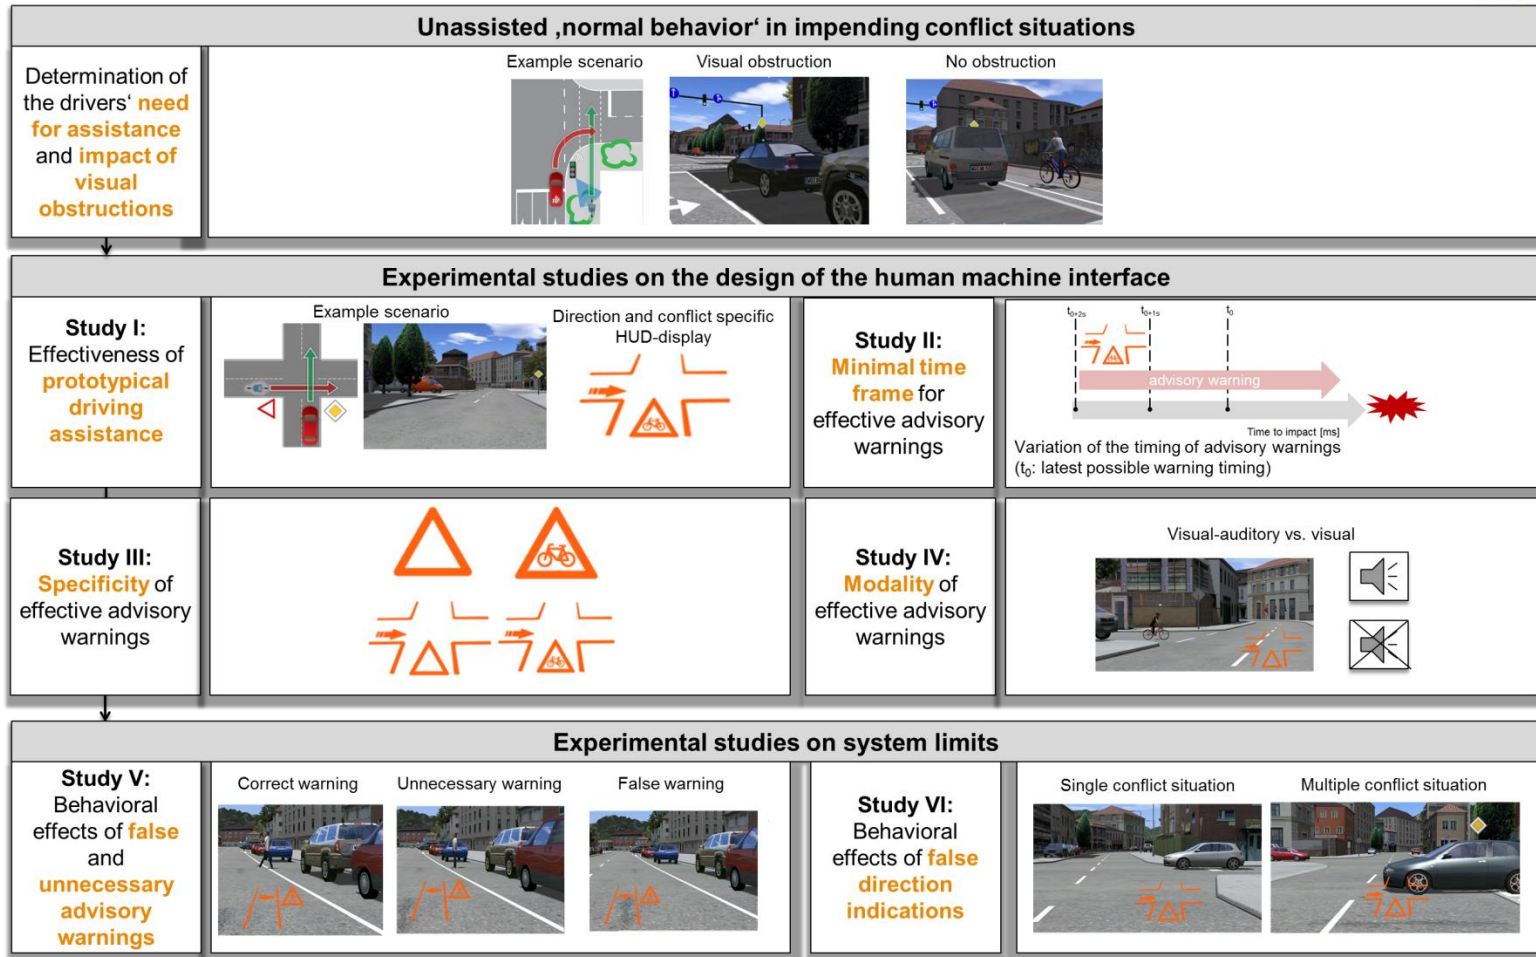 Unassisted ‚normal behavior‘ in impending conflict situations
Determination of
the drivers‘ need
for assistance
and impact of
visual
obstructions
Example scenario
Visual obstruction
No obstruction
Experimental studies on the design of the human machine interface
Study I:
Effectiveness of
prototypical
driving
assistance
Example scenario
Direction and conflict specific
HUD-display
Study II:
Minimal time
frame for
effective advisory
warnings
t0+2s
t0+1s
t0
advisory warning
Time to impact [ms]
Variation of the timing of advisory warnings
(t0: latest possible warning timing)
Study III:
Specificity of
effective advisory
warnings
Study IV:
Modality of
effective advisory
warnings
Visual-auditory vs. visual
Experimental studies on system limits
Study V:
Behavioral
effects of false
and
unnecessary
advisory
warnings
Correct warning
Unnecessary warning
False warning
Study VI:
Behavioral
effects of false
direction
indications
Single conflict situation
Multiple conflict situation